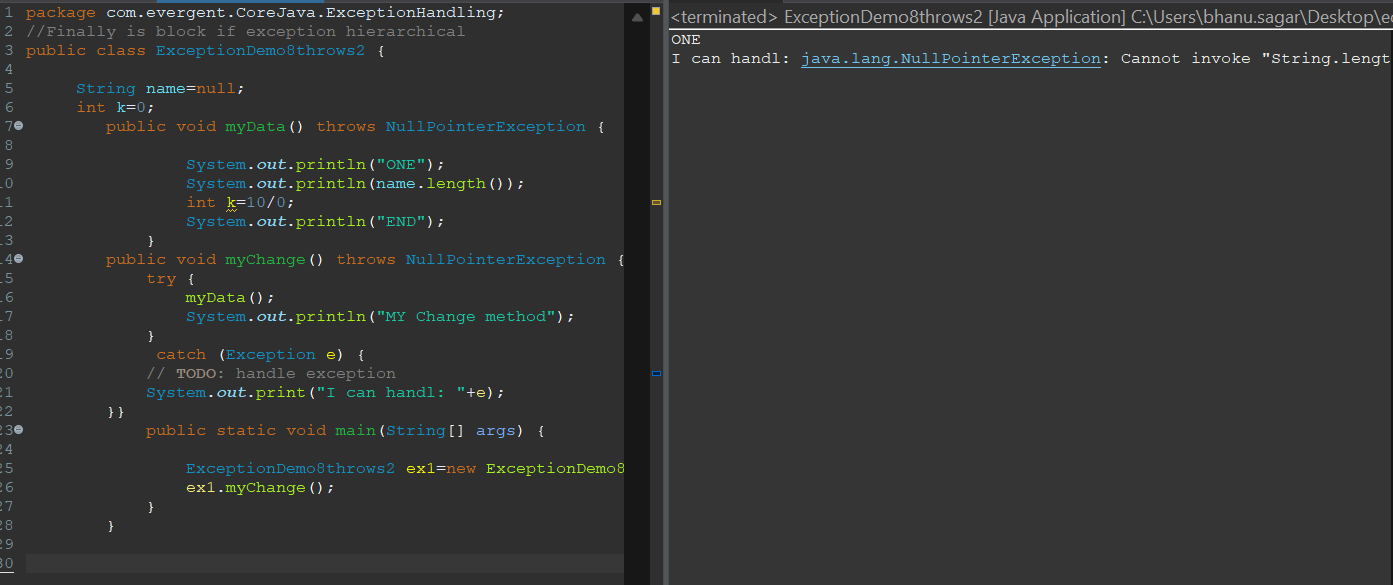 1 package com.evergent.CoreJava.ExceptionHandling;
2 //Finally is block if exception hierarchical
3 public class ExceptionDemo8throws2 {
4
5 String name=null;
6 int k=0;
7 public void myData() throws NullPointerException {
8
9 System.out.println("ONE");
10 System.out.println(name.length());
11 int k=10/0;
12 System.out.println("END");
13 }
14 public void myChange() throws NullPointerException {
15 try {
16 myData();
17 System.out.println("MY Change method");
18 }
19 catch (Exception e) {
20 // TODO: handle exception
21 System.out.print("I can handl: "+e);
22 }}
23 public static void main(String[] args) {
24
25 ExceptionDemo8throws2 ex1=new ExceptionDemo8
26 ex1.myChange();
27 }
28 }
29
30
<terminated> ExceptionDemo8throws2 [Java Application] C:\Users\bhanu.sagar\Desktop\ec
ONE
I can handl: java.lang.NullPointerException: Cannot invoke "String.lengt